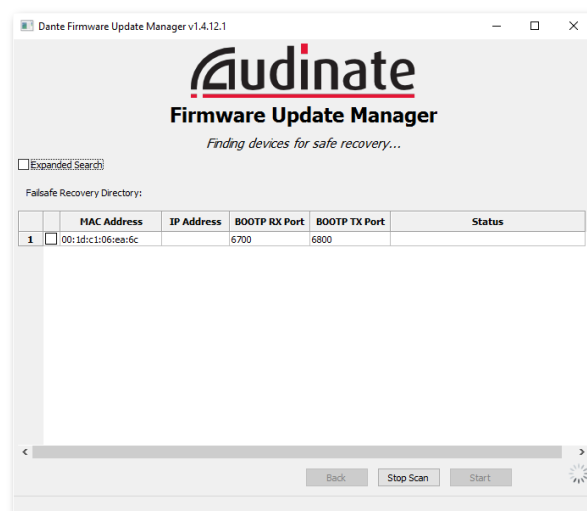 Dante Firmware Update Manager v1.4.12.1
Audinate
Firmware Update Manager
Finding devices for safe recovery...
Expanded Search
Failsafe Recovery Directory:
MAC Address IP Address BOOTP RX Port BOOTP TX Port Status
1 00:1d:c1:06:ea:6c 6700 6800
Back Stop Scan Start